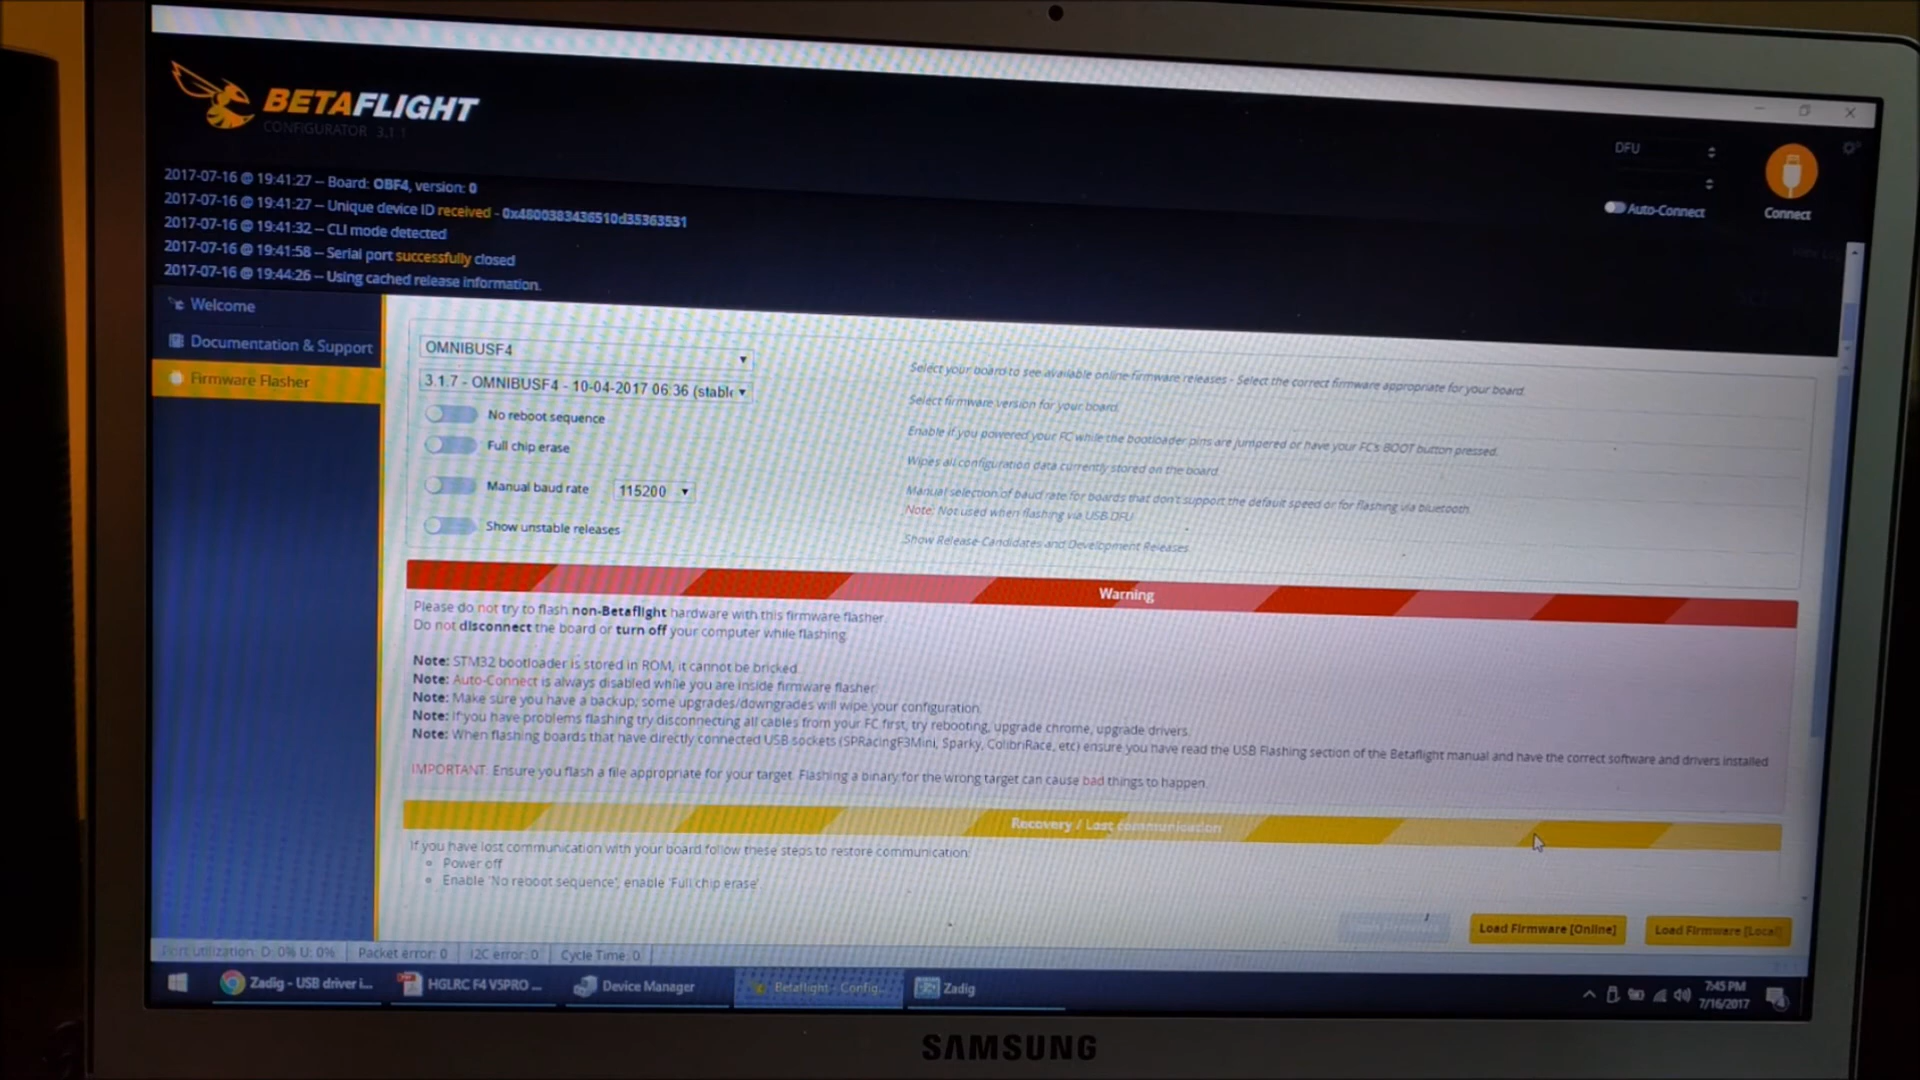 BETAFLIGHT
CONFIGURATOR 3.1.1
DFU
Auto-Connect
Connect
2017-07-16 @ 19:41:27 -- Board: OBF4, version: 0
2017-07-16 @ 19:41:27 -- Unique device ID received - 0x4800383436510d35363531
2017-07-16 @ 19:41:32 -- CLI mode detected
2017-07-16 @ 19:41:58 -- Serial port successfully closed
2017-07-16 @ 19:44:26 -- Using cached release information.
Welcome
Documentation & Support
Firmware Flasher
OMNIBUSF4
Select your board to see available online firmware releases - Select the correct firmware appropriate for your board.
3.1.7 - OMNIBUSF4 - 10-04-2017 06:36 (stable
Select firmware version for your board.
No reboot sequence
Enable if you powered your FC while the bootloader pins are jumpered or have your FC's BOOT button pressed.
Full chip erase
Wipes all configuration data currently stored on the board.
Manual baud rate 115200
Manual selection of baud rate for boards that don't support the default speed or for flashing via bluetooth.
Note: Not used when flashing via USB DFU
Show unstable releases
Show Release-Candidates and Development Releases.
Warning
Please do not try to flash non-Betaflight hardware with this firmware flasher.
Do not disconnect the board or turn off your computer while flashing.
Note: STM32 bootloader is stored in ROM, it cannot be bricked.
Note: Auto-Connect is always disabled while you are inside firmware flasher.
Note: Make sure you have a backup; some upgrades/downgrades will wipe your configuration.
Note: If you have problems flashing try disconnecting all cables from your FC first, try rebooting, upgrade chrome, upgrade drivers.
Note: When flashing boards that have directly connected USB sockets (SPRacingF3Mini, Sparky, ColibriRace, etc) ensure you have read the USB Flashing section of the Betaflight manual and have the correct software and drivers installed
IMPORTANT: Ensure you flash a file appropriate for your target. Flashing a binary for the wrong target can cause bad things to happen.
Recovery / Lost communication
If you have lost communication with your board follow these steps to restore communication:
Power off
Enable 'No reboot sequence', enable 'Full chip erase'.
Load Firmware [Online]
Load Firmware [Local]
Port utilization: D: 0% U: 0%
Packet error: 0
I2C error: 0
Cycle Time: 0
Zadig - USB driver i...
HGLRC F4 V5PRO ...
Device Manager
Betaflight - Config...
Zadig
7:45 PM
7/16/2017
SAMSUNG